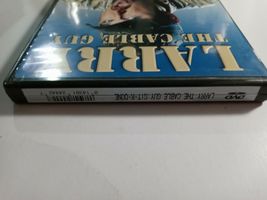 LARRY
THE CABLE GUY
DVD
LARRY THE CABLE GUY:GIT-R-DONE